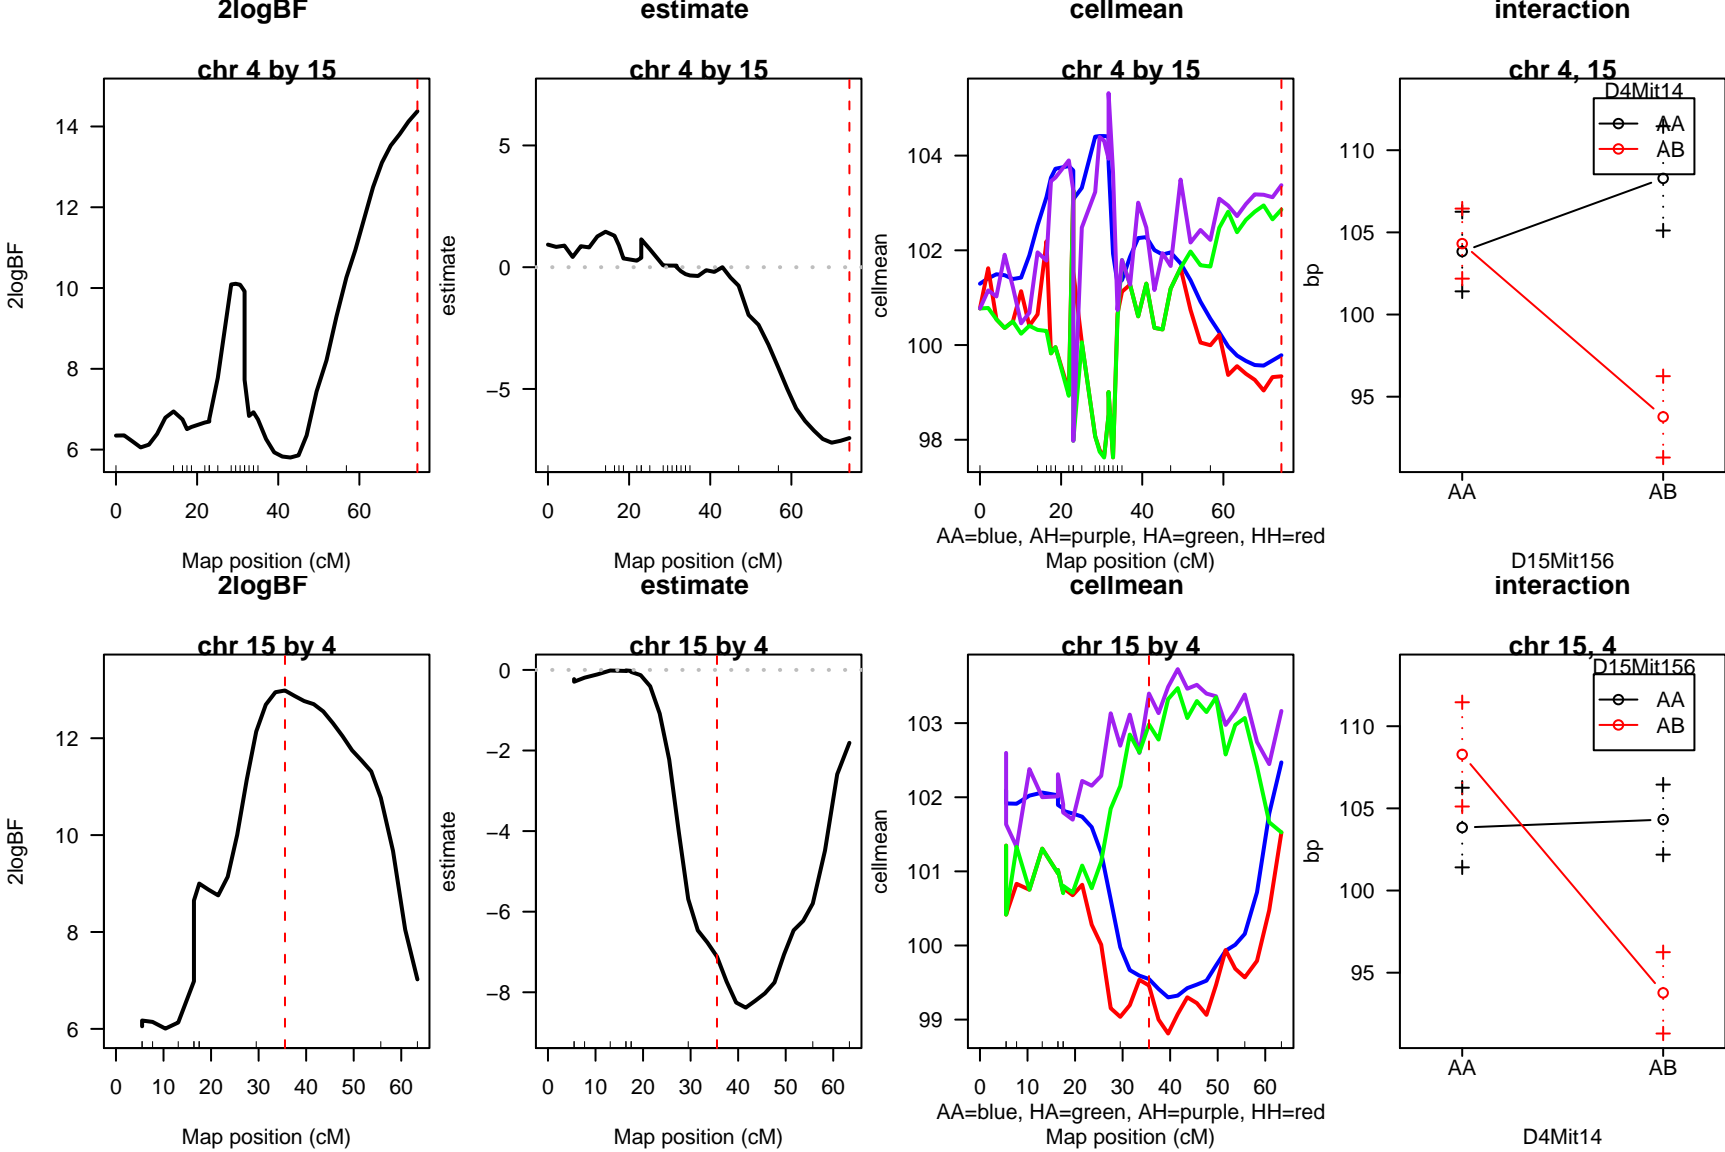 2logBF
estimate
cellmean
interaction
chr 4 by 15
chr 4 by 15
chr 4 by 15
chr 4, 15
2logBF
14
12
10
8
6
0
20
40
60
Map position (cM)
estimate
5
0
−5
0
20
40
60
Map position (cM)
cellmean
104
102
100
98
0
20
40
60
AA=blue, AH=purple, HA=green, HH=red
Map position (cM)
bp
110
105
100
95
D4Mit14
AA
AB
AA
AB
D15Mit156
2logBF
estimate
cellmean
interaction
chr 15 by 4
chr 15 by 4
chr 15 by 4
chr 15, 4
2logBF
12
10
8
6
0
10
20
30
40
50
60
Map position (cM)
estimate
0
−2
−4
−6
−8
0
10
20
30
40
50
60
Map position (cM)
cellmean
103
102
101
100
99
0
10
20
30
40
50
60
AA=blue, HA=green, AH=purple, HH=red
Map position (cM)
bp
110
105
100
95
D15Mit156
AA
AB
AA
AB
D4Mit14